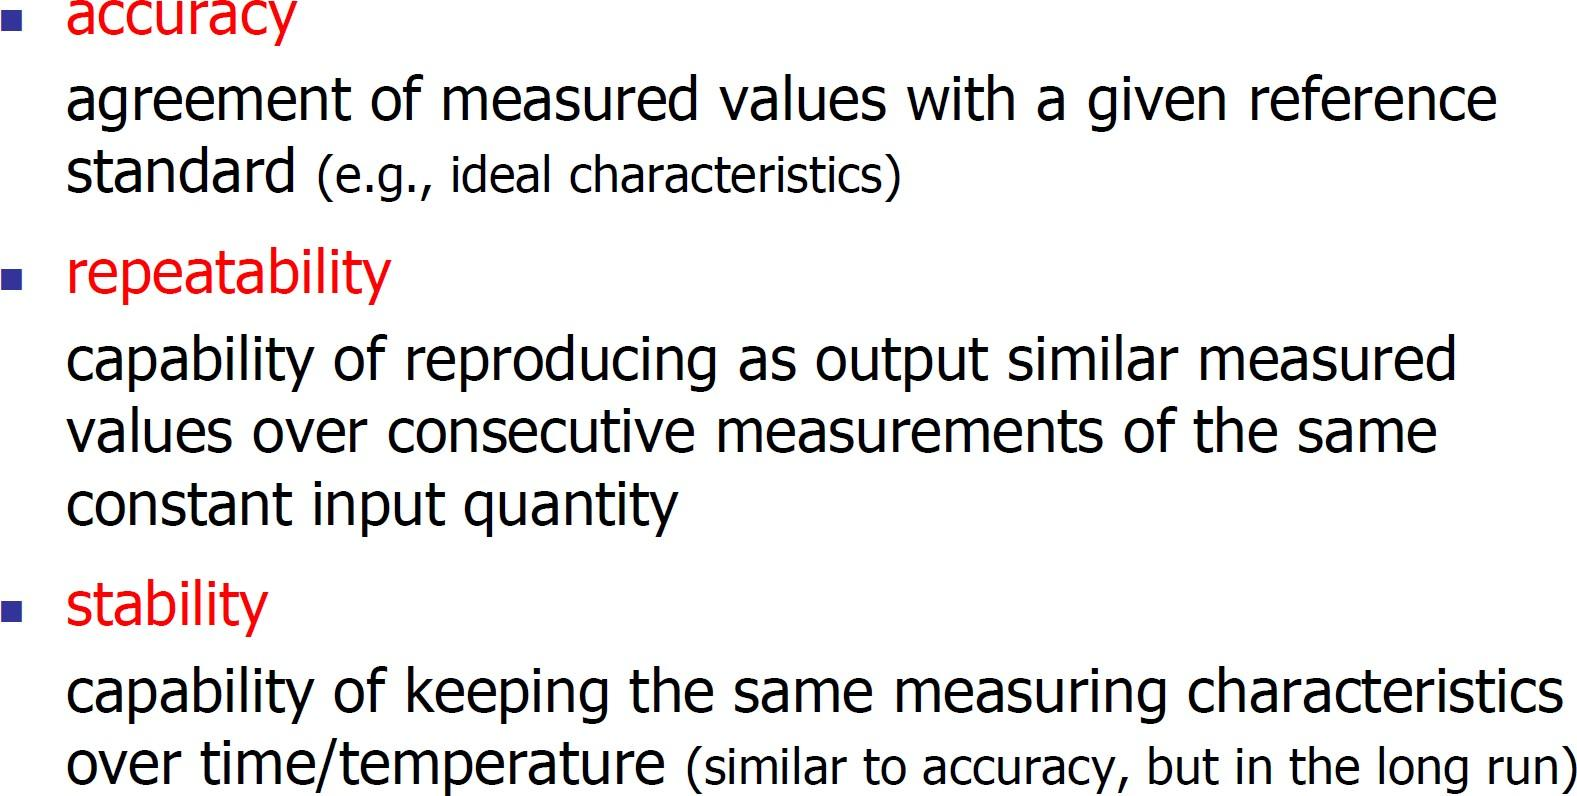 accuracy
agreement of measured values with a given reference
standard (e.g., ideal characteristics)
repeatability
capability of reproducing as output similar measured
values over consecutive measurements of the same
constant input quantity
stability
capability of keeping the same measuring characteristics
over time/temperature (similar to accuracy, but in the long run)